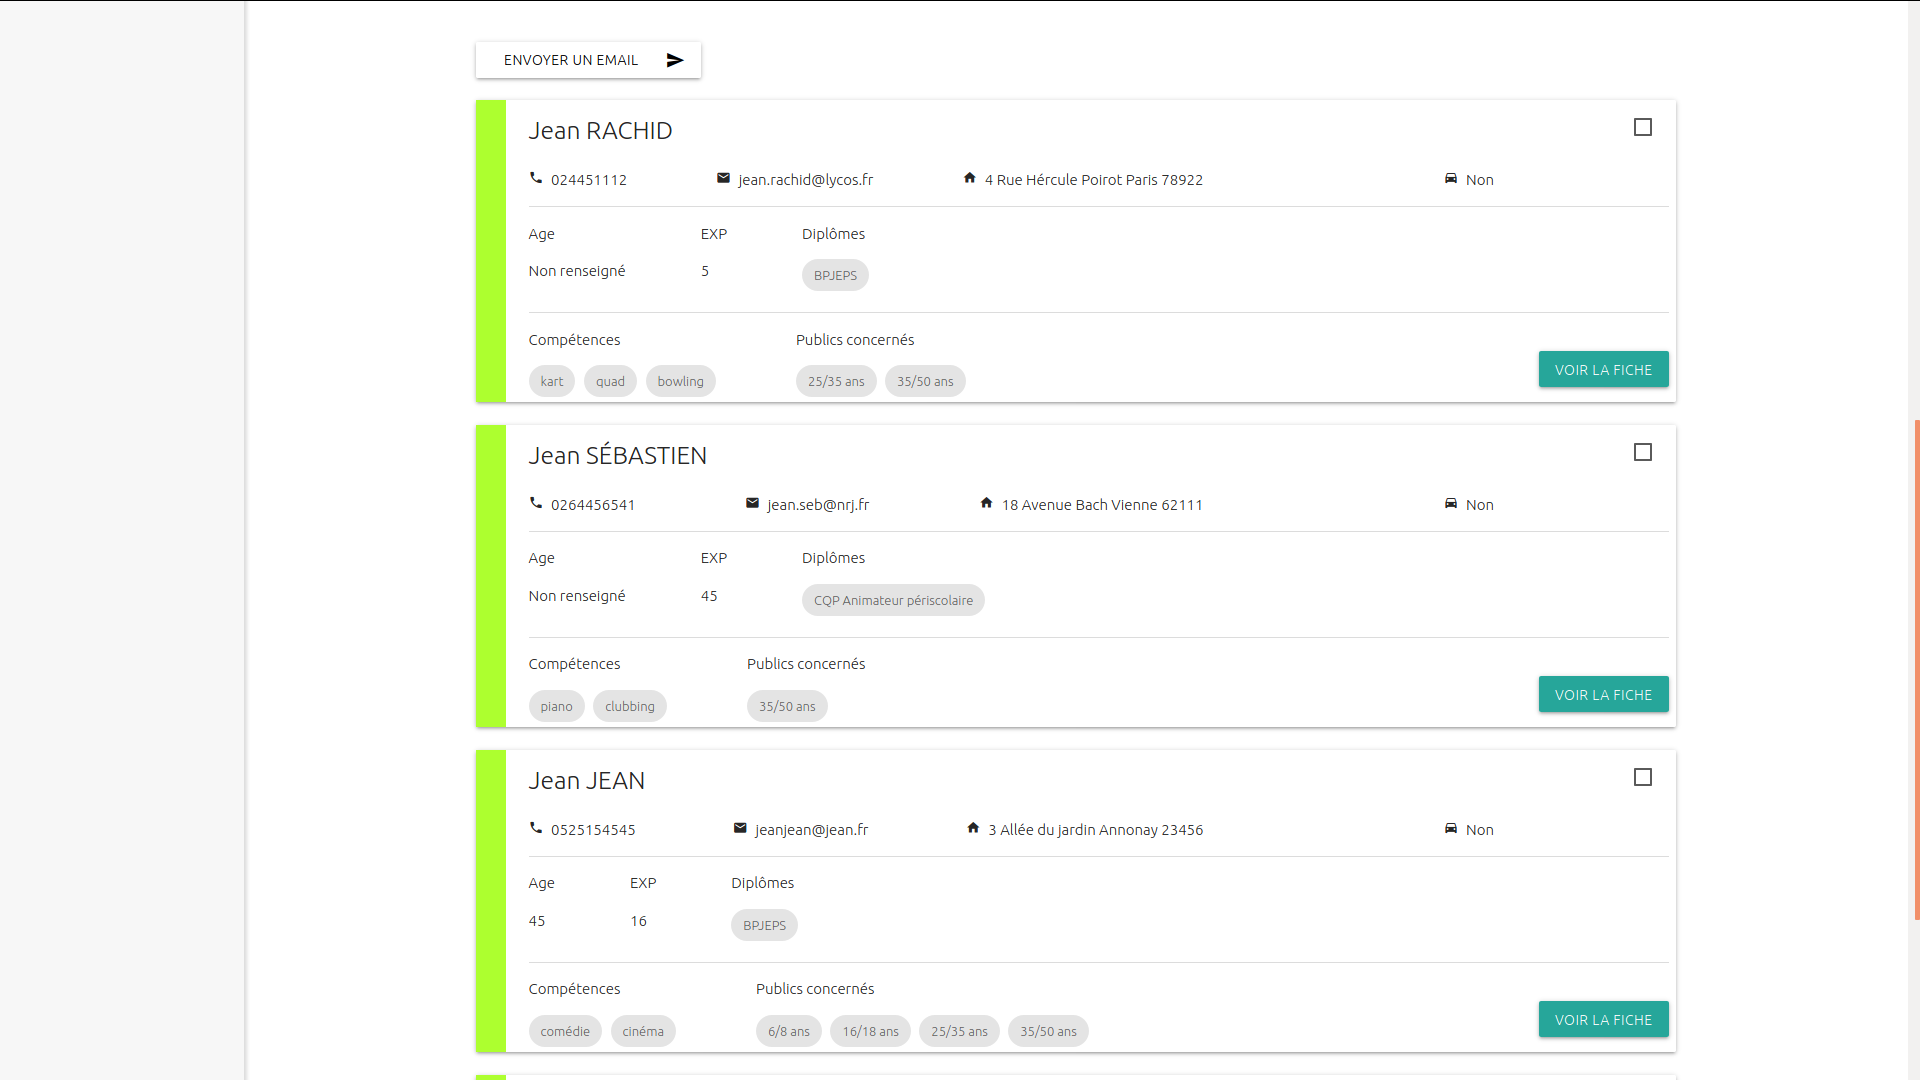 ENVOYER UN EMAIL
Jean RACHID
024451112 jean.rachid@lycos.fr 4 Rue Hércule Poirot Paris 78922 Non
Age EXP Diplômes
Non renseigné 5 BPJEPS
Compétences Publics concernés
kart quad bowling 25/35 ans 35/50 ans VOIR LA FICHE
Jean SÉBASTIEN
0264456541 jean.seb@nrj.fr 18 Avenue Bach Vienne 62111 Non
Age EXP Diplômes
Non renseigné 45 CQP Animateur périscolaire
Compétences Publics concernés
piano clubbing 35/50 ans VOIR LA FICHE
Jean JEAN
0525154545 jeanjean@jean.fr 3 Allée du jardin Annonay 23456 Non
Age EXP Diplômes
45 16 BPJEPS
Compétences Publics concernés
comédie cinéma 6/8 ans 16/18 ans 25/35 ans 35/50 ans VOIR LA FICHE